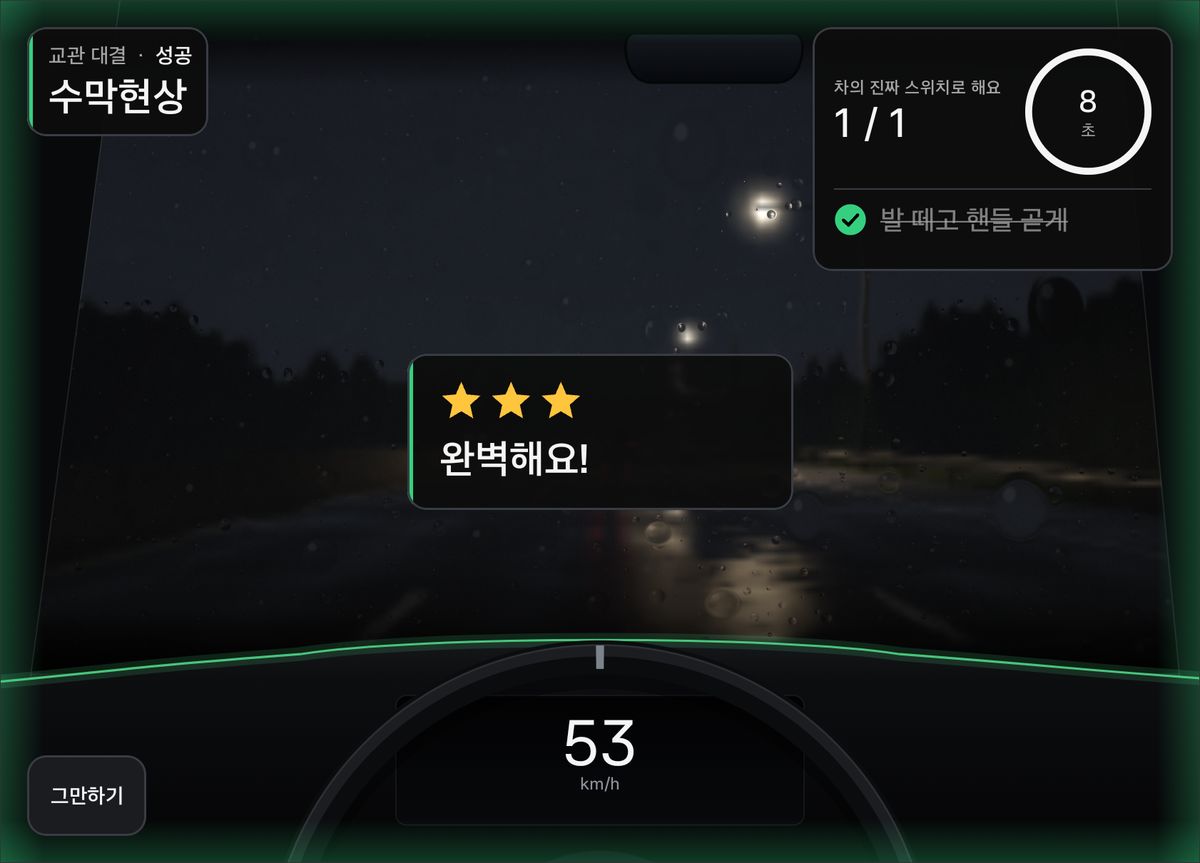 교관 대결 · 성공
수막현상
차의 진짜 스위치로 해요
1 / 1
8
초
발 떼고 핸들 곧게
완벽해요!
53
km/h
그만하기